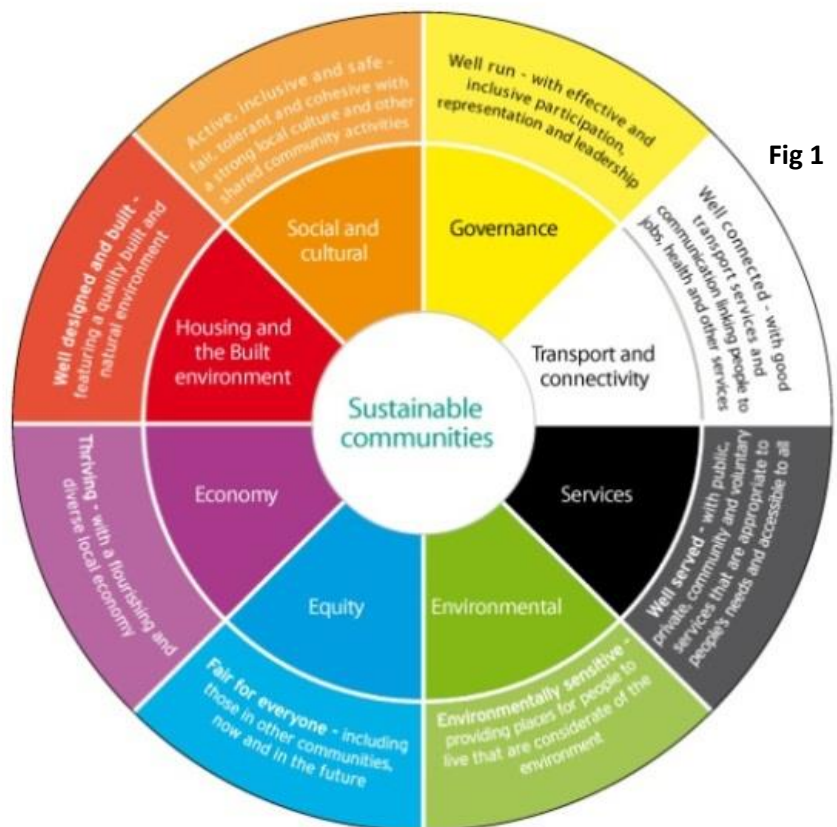 Fig 1
Sustainable
communities
Governance
Well run - with effective and
inclusive participation,
representation and leadership
Transport and
connectivity
Well connected - with good
transport services and
communication linking people to
jobs, health and other services
Services
Well served - with public,
private, community and voluntary
services that are appropriate to
people's needs and accessible to all
Environmental
Environmentally sensitive -
providing places for people to
live that are considerate of the
environment
Equity
Fair for everyone - including
those in other communities,
now and in the future
Economy
Thriving - with a flourishing and
diverse local economy
Housing and
the Built
environment
Well designed and built -
featuring a quality built and
natural environment
Social and
cultural
Active, inclusive and safe -
fair, tolerant and cohesive with
a strong local culture and other
shared community activities